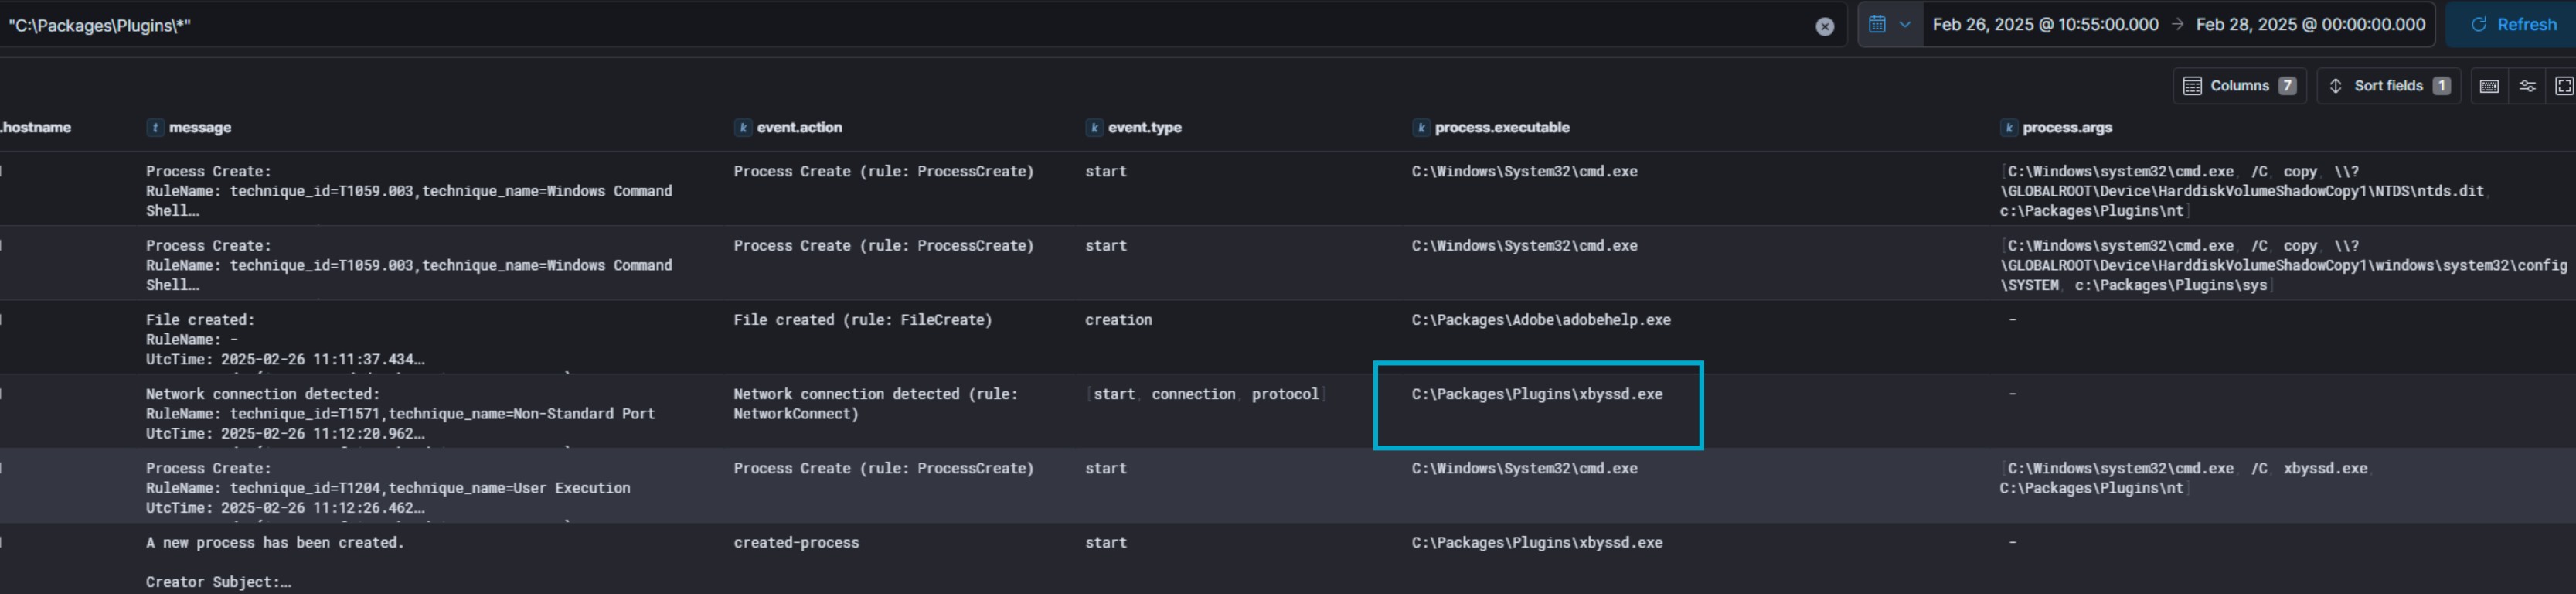 "C:\Packages\Plugins\*"
Feb 26, 2025 @ 10:55:00.000 → Feb 28, 2025 @ 00:00:00.000
Refresh
Columns 7
Sort fields 1
.hostname
t message
k event.action
k event.type
k process.executable
k process.args
Process Create:
RuleName: technique_id=T1059.003,technique_name=Windows Command
Shell…
Process Create (rule: ProcessCreate)
start
C:\Windows\System32\cmd.exe
[C:\Windows\system32\cmd.exe, /C, copy, \\?
\GLOBALROOT\Device\HarddiskVolumeShadowCopy1\NTDS\ntds.dit,
c:\Packages\Plugins\nt]
Process Create:
RuleName: technique_id=T1059.003,technique_name=Windows Command
Shell…
Process Create (rule: ProcessCreate)
start
C:\Windows\System32\cmd.exe
[C:\Windows\system32\cmd.exe, /C, copy, \\?
\GLOBALROOT\Device\HarddiskVolumeShadowCopy1\windows\system32\config
\SYSTEM, c:\Packages\Plugins\sys]
File created:
RuleName: -
UtcTime: 2025-02-26 11:11:37.434…
File created (rule: FileCreate)
creation
C:\Packages\Adobe\adobehelp.exe
-
Network connection detected:
RuleName: technique_id=T1571,technique_name=Non-Standard Port
UtcTime: 2025-02-26 11:12:20.962…
Network connection detected (rule:
NetworkConnect)
[start, connection, protocol]
C:\Packages\Plugins\xbyssd.exe
-
Process Create:
RuleName: technique_id=T1204,technique_name=User Execution
UtcTime: 2025-02-26 11:12:26.462…
Process Create (rule: ProcessCreate)
start
C:\Windows\System32\cmd.exe
[C:\Windows\system32\cmd.exe, /C, xbyssd.exe,
C:\Packages\Plugins\nt]
A new process has been created.
Creator Subject:…
created-process
start
C:\Packages\Plugins\xbyssd.exe
-